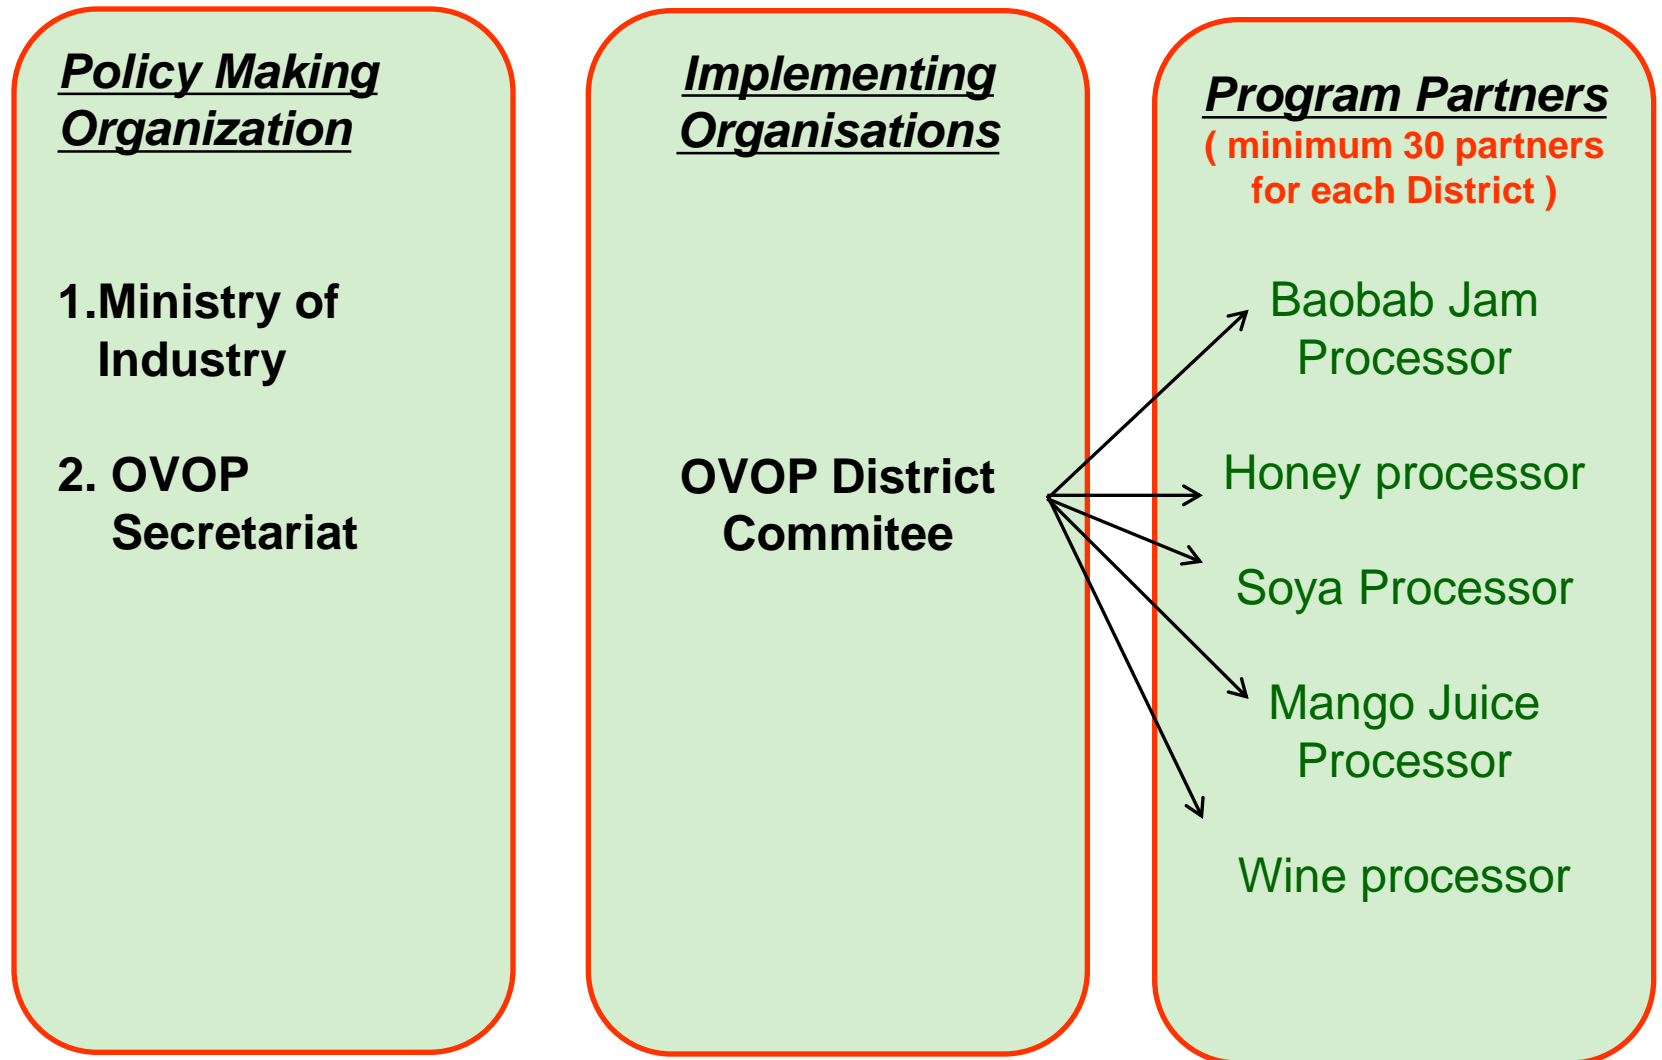 Policy Making
Organization
1.Ministry of
Industry
2. OVOP
Secretariat
Implementing
Organisations
OVOP District
Commitee
Program Partners
( minimum 30 partners
for each District )
Baobab Jam
Processor
Honey processor
Soya Processor
Mango Juice
Processor
Wine processor